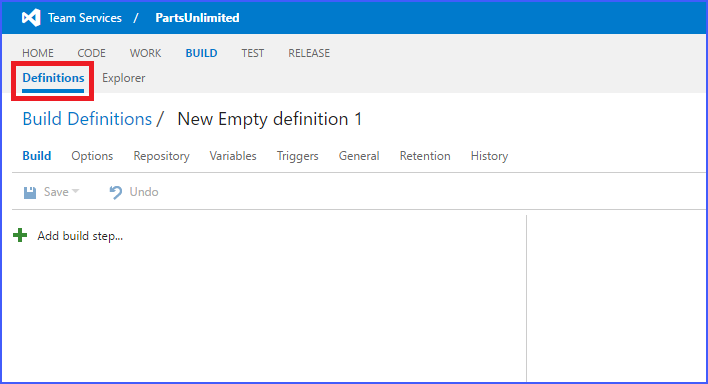 Team Services / PartsUnlimited
HOME CODE WORK BUILD TEST RELEASE
Definitions Explorer
Build Definitions / New Empty definition 1
Build Options Repository Variables Triggers General Retention History
Save Undo
Add build step...